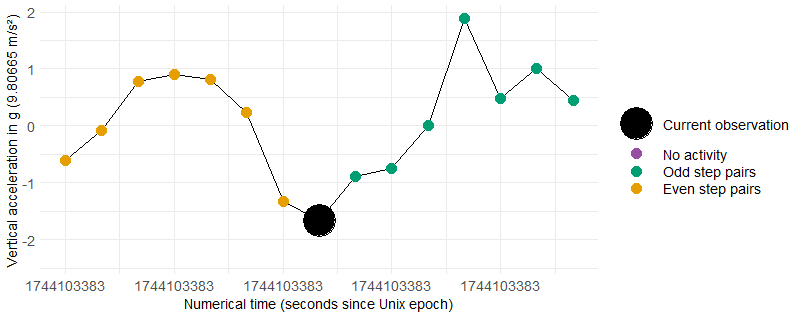 Vertical acceleration in g (9.80665 m/s²)
2
1
0
-1
-2
1744103383 1744103383 1744103383 1744103383 1744103383
Numerical time (seconds since Unix epoch)
Current observation
No activity
Odd step pairs
Even step pairs